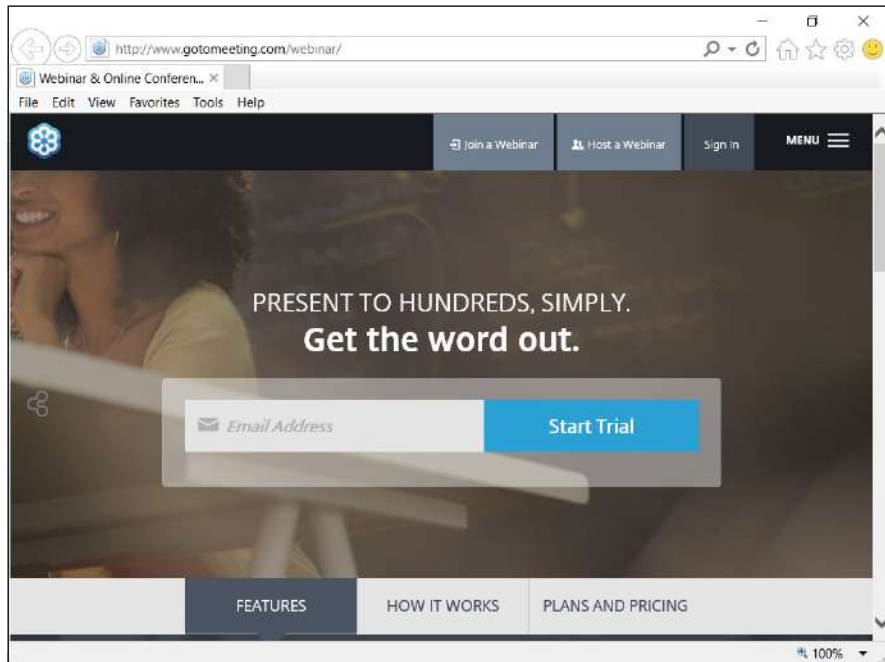 http://www.gotomeeting.com/webinar/
Webinar & Online Conferen...
File Edit View Favorites Tools Help
Join a Webinar Host a Webinar Sign In MENU
PRESENT TO HUNDREDS, SIMPLY.
Get the word out.
Email Address Start Trial
FEATURES HOW IT WORKS PLANS AND PRICING
100%